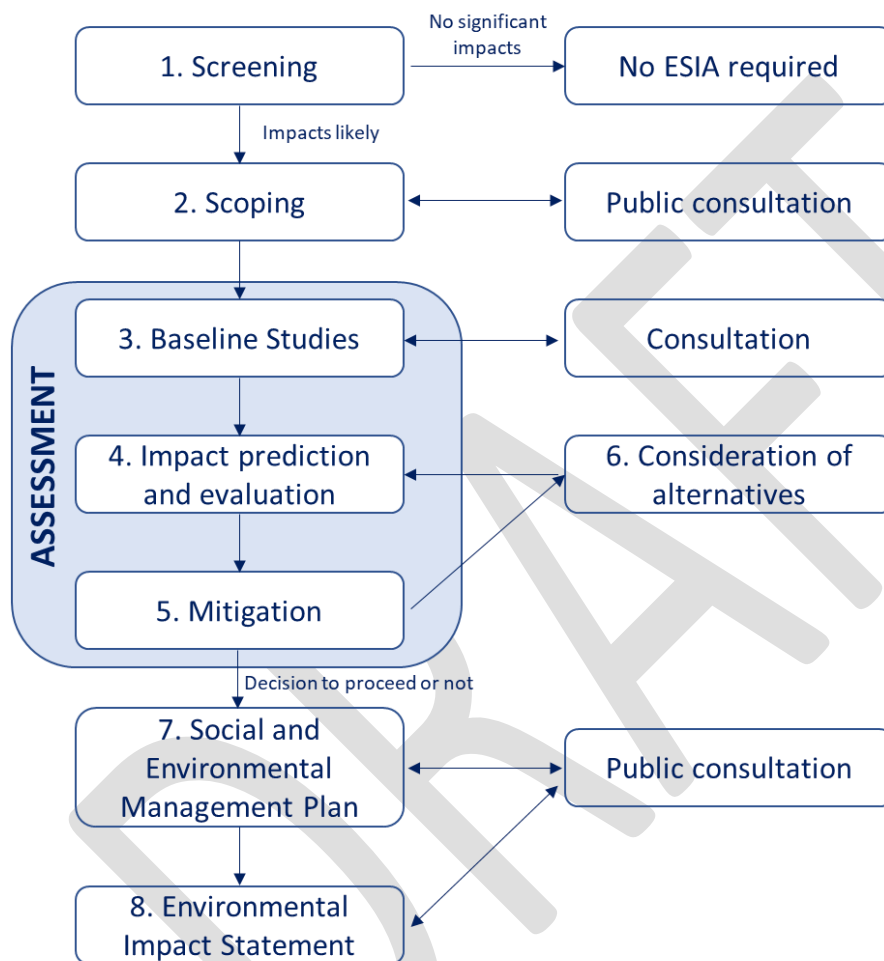 No significant
impacts
1. Screening
No ESIA required
Impacts likely
2. Scoping
Public consultation
ASSESSMENT
3. Baseline Studies
Consultation
4. Impact prediction
and evaluation
6. Consideration of
alternatives
5. Mitigation
Decision to proceed or not
7. Social and
Environmental
Management Plan
Public consultation
8. Environmental
Impact Statement
DRAFT